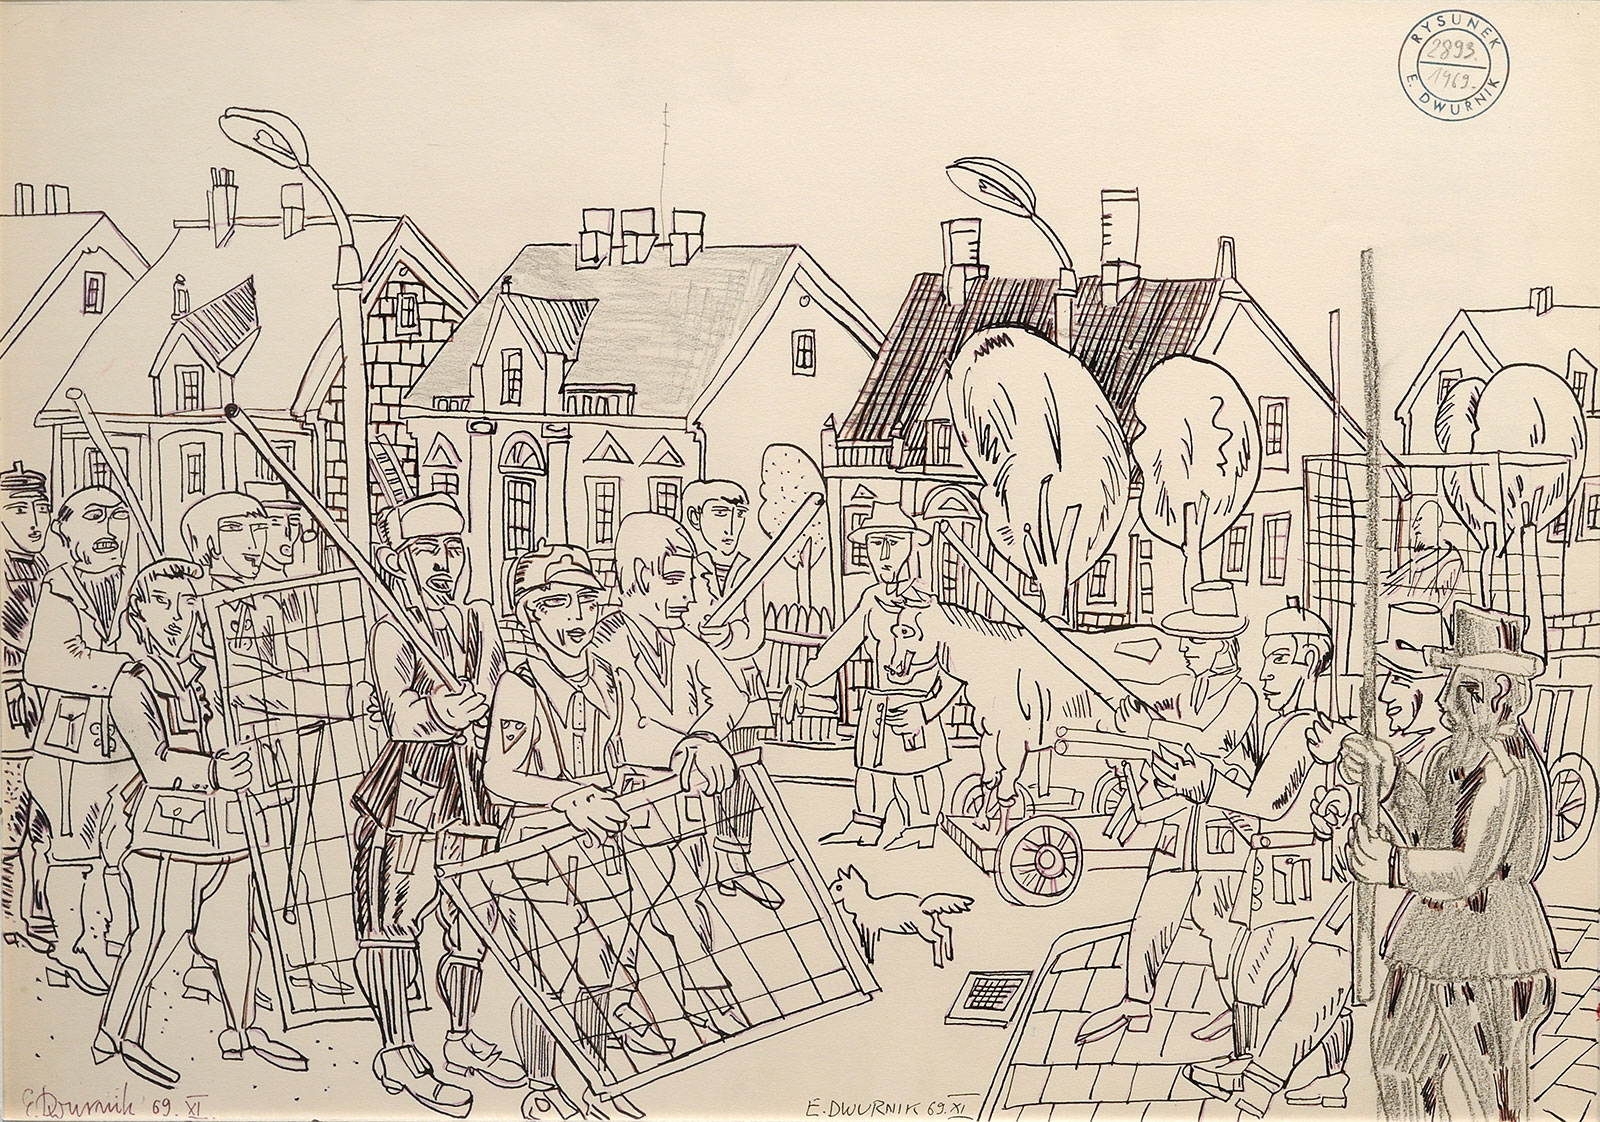 RYSUNEK
2893.
1969.
E. DWURNIK
E. Dwurnik 69. XI.
E. DWURNIK 69. XI